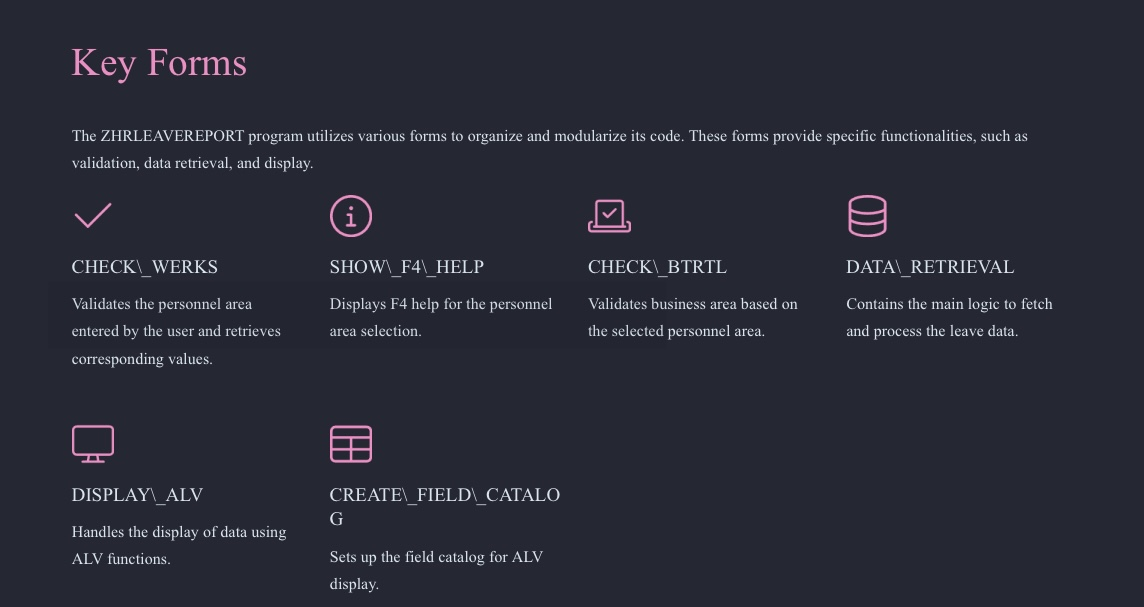 Key Forms
The ZHRLEAVEREPORT program utilizes various forms to organize and modularize its code. These forms provide specific functionalities, such as
validation, data retrieval, and display.
CHECK\_WERKS
Validates the personnel area
entered by the user and retrieves
corresponding values.
SHOW\_F4\_HELP
Displays F4 help for the personnel
area selection.
CHECK\_BTRTL
Validates business area based on
the selected personnel area.
DATA\_RETRIEVAL
Contains the main logic to fetch
and process the leave data.
DISPLAY\_ALV
Handles the display of data using
ALV functions.
CREATE\_FIELD\_CATALO
G
Sets up the field catalog for ALV
display.